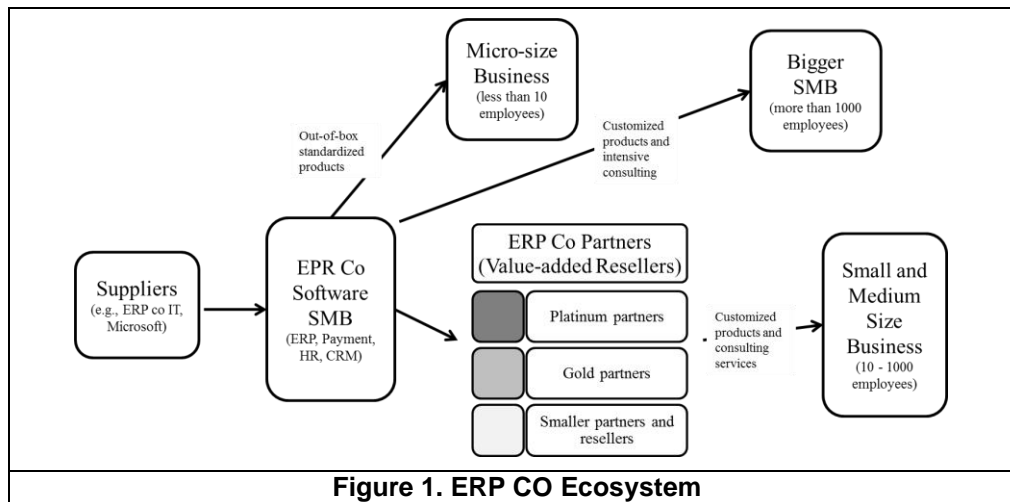 Micro-size
Business
(less than 10
employees)
Bigger
SMB
(more than 1000
employees)
Out-of-box
standardized
products
Customized
products and
intensive
consulting
Suppliers
(e.g., ERP co IT,
Microsoft)
EPR Co
Software
SMB
(ERP, Payment,
HR, CRM)
ERP Co Partners
(Value-added Resellers)
Platinum partners
Gold partners
Smaller partners and
resellers
Customized
products and
consulting
services
Small and
Medium
Size
Business
(10 - 1000
employees)
Figure 1. ERP CO Ecosystem